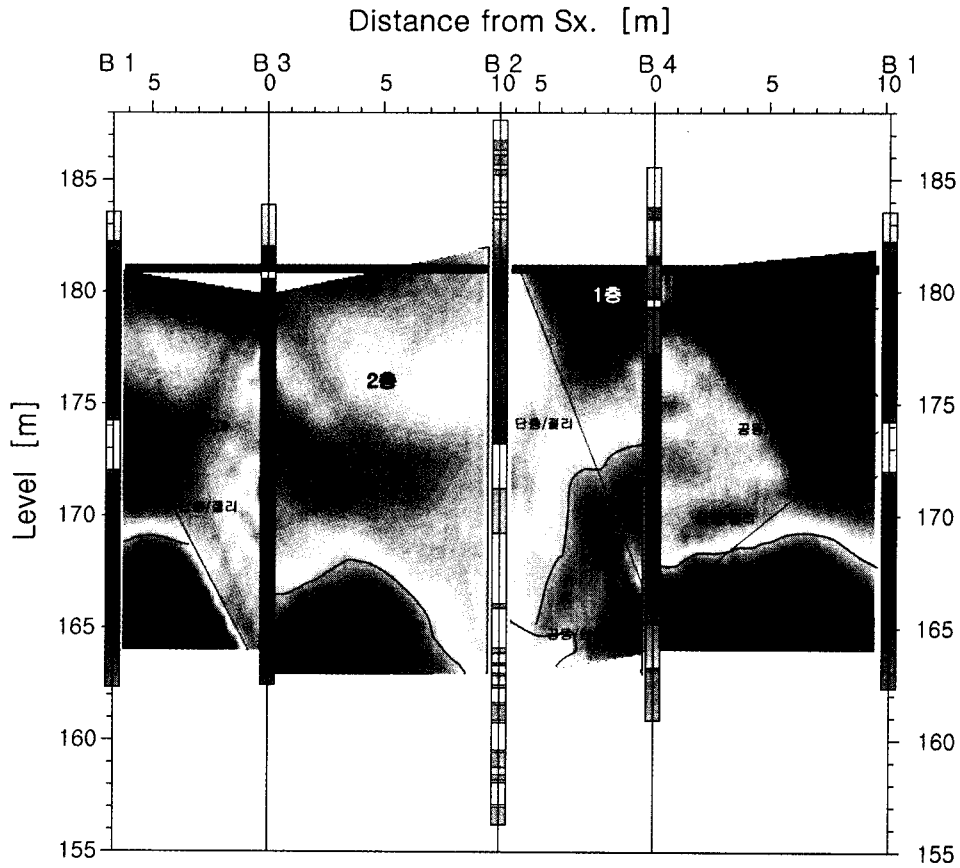 Distance from Sx. [m]
B 1 B 3 B 2 B 4 B 1
5 0 5 10 5 0 5 10
Level [m]
185 185
180 180
175 175
170 170
165 165
160 160
155 155
1층
2층
단층/절리